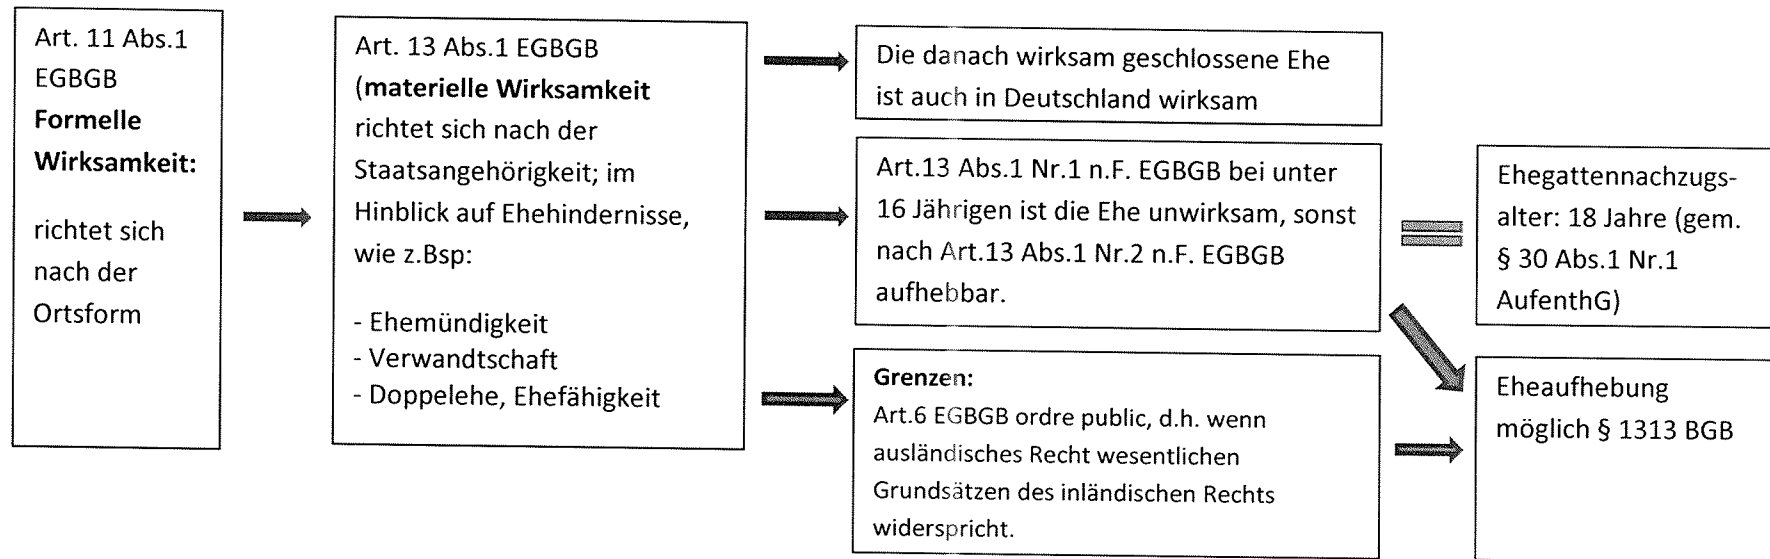 Art. 11 Abs.1
EGBGB
Formelle
Wirksamkeit:
richtet sich
nach der
Ortsform
Art. 13 Abs.1 EGBGB
(materielle Wirksamkeit
richtet sich nach der
Staatsangehörigkeit; im
Hinblick auf Ehehindernisse,
wie z.Bsp:
- Ehemündigkeit
- Verwandtschaft
- Doppelehe, Ehefähigkeit
Die danach wirksam geschlossene Ehe
ist auch in Deutschland wirksam
Art.13 Abs.1 Nr.1 n.F. EGBGB bei unter
16 Jährigen ist die Ehe unwirksam, sonst
nach Art.13 Abs.1 Nr.2 n.F. EGBGB
aufhebbar.
Grenzen:
Art.6 EGBGB ordre public, d.h. wenn
ausländisches Recht wesentlichen
Grundsätzen des inländischen Rechts
widerspricht.
Ehegattennachzugs-
alter: 18 Jahre (gem.
§ 30 Abs.1 Nr.1
AufenthG)
Eheaufhebung
möglich § 1313 BGB